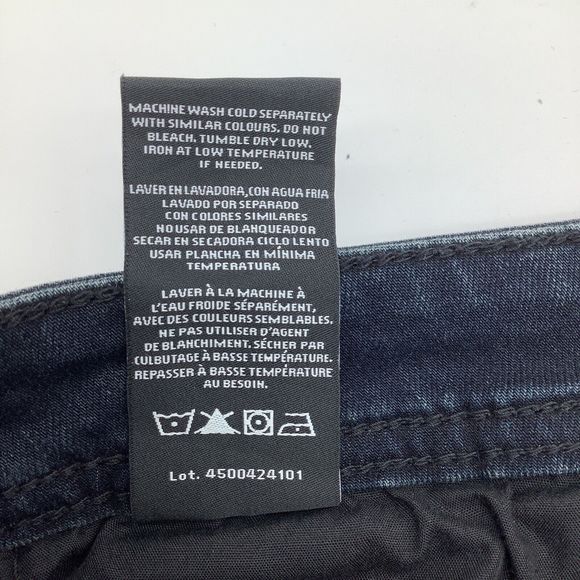 MACHINE WASH COLD SEPARATELY
WITH SIMILAR COLOURS. DO NOT
BLEACH. TUMBLE DRY LOW.
IRON AT LOW TEMPERATURE
IF NEEDED.
LAVER EN LAVADORA,CON AGUA FRIA
LAVADO POR SEPARADO
CON COLORES SIMILARES
NO USAR DE BLANQUEADOR
SECAR EN SECADORA CICLO LENTO
USAR PLANCHA EN MÍNIMA
TEMPERATURA
LAVER À LA MACHINE À
L'EAU FROIDE SÉPARÉMENT,
AVEC DES COULEURS SEMBLABLES.
NE PAS UTILISER D'AGENT
DE BLANCHIMENT. SÉCHER PAR
CULBUTAGE À BASSE TEMPÉRATURE.
REPASSER À BASSE TEMPÉRATURE
AU BESOIN.
Lot. 4500424101